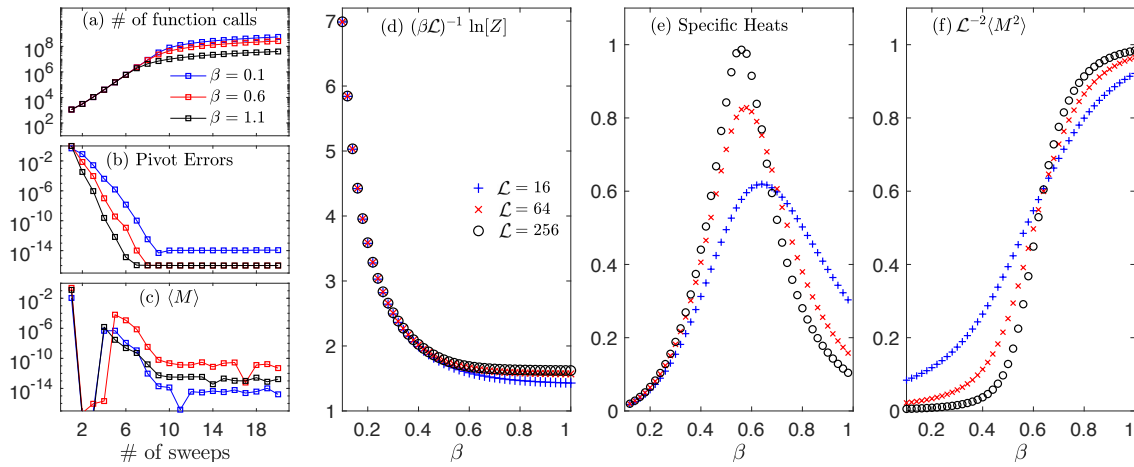 (a) # of function calls
10^8
10^6
10^4
10^2
β = 0.1
β = 0.6
β = 1.1
(b) Pivot Errors
10^-2
10^-6
10^-10
10^-14
(c) ⟨M⟩
10^-2
10^-6
10^-10
10^-14
2 6 10 14 18
# of sweeps
(d) (βℒ)^-1 ln[Z]
7
6
5
4
3
2
1
ℒ = 16
ℒ = 64
ℒ = 256
0.2 0.4 0.6 0.8 1
β
(e) Specific Heats
1
0.8
0.6
0.4
0.2
0
0.2 0.4 0.6 0.8 1
β
(f) ℒ^-2⟨M^2⟩
1
0.8
0.6
0.4
0.2
0
0.2 0.4 0.6 0.8 1
β